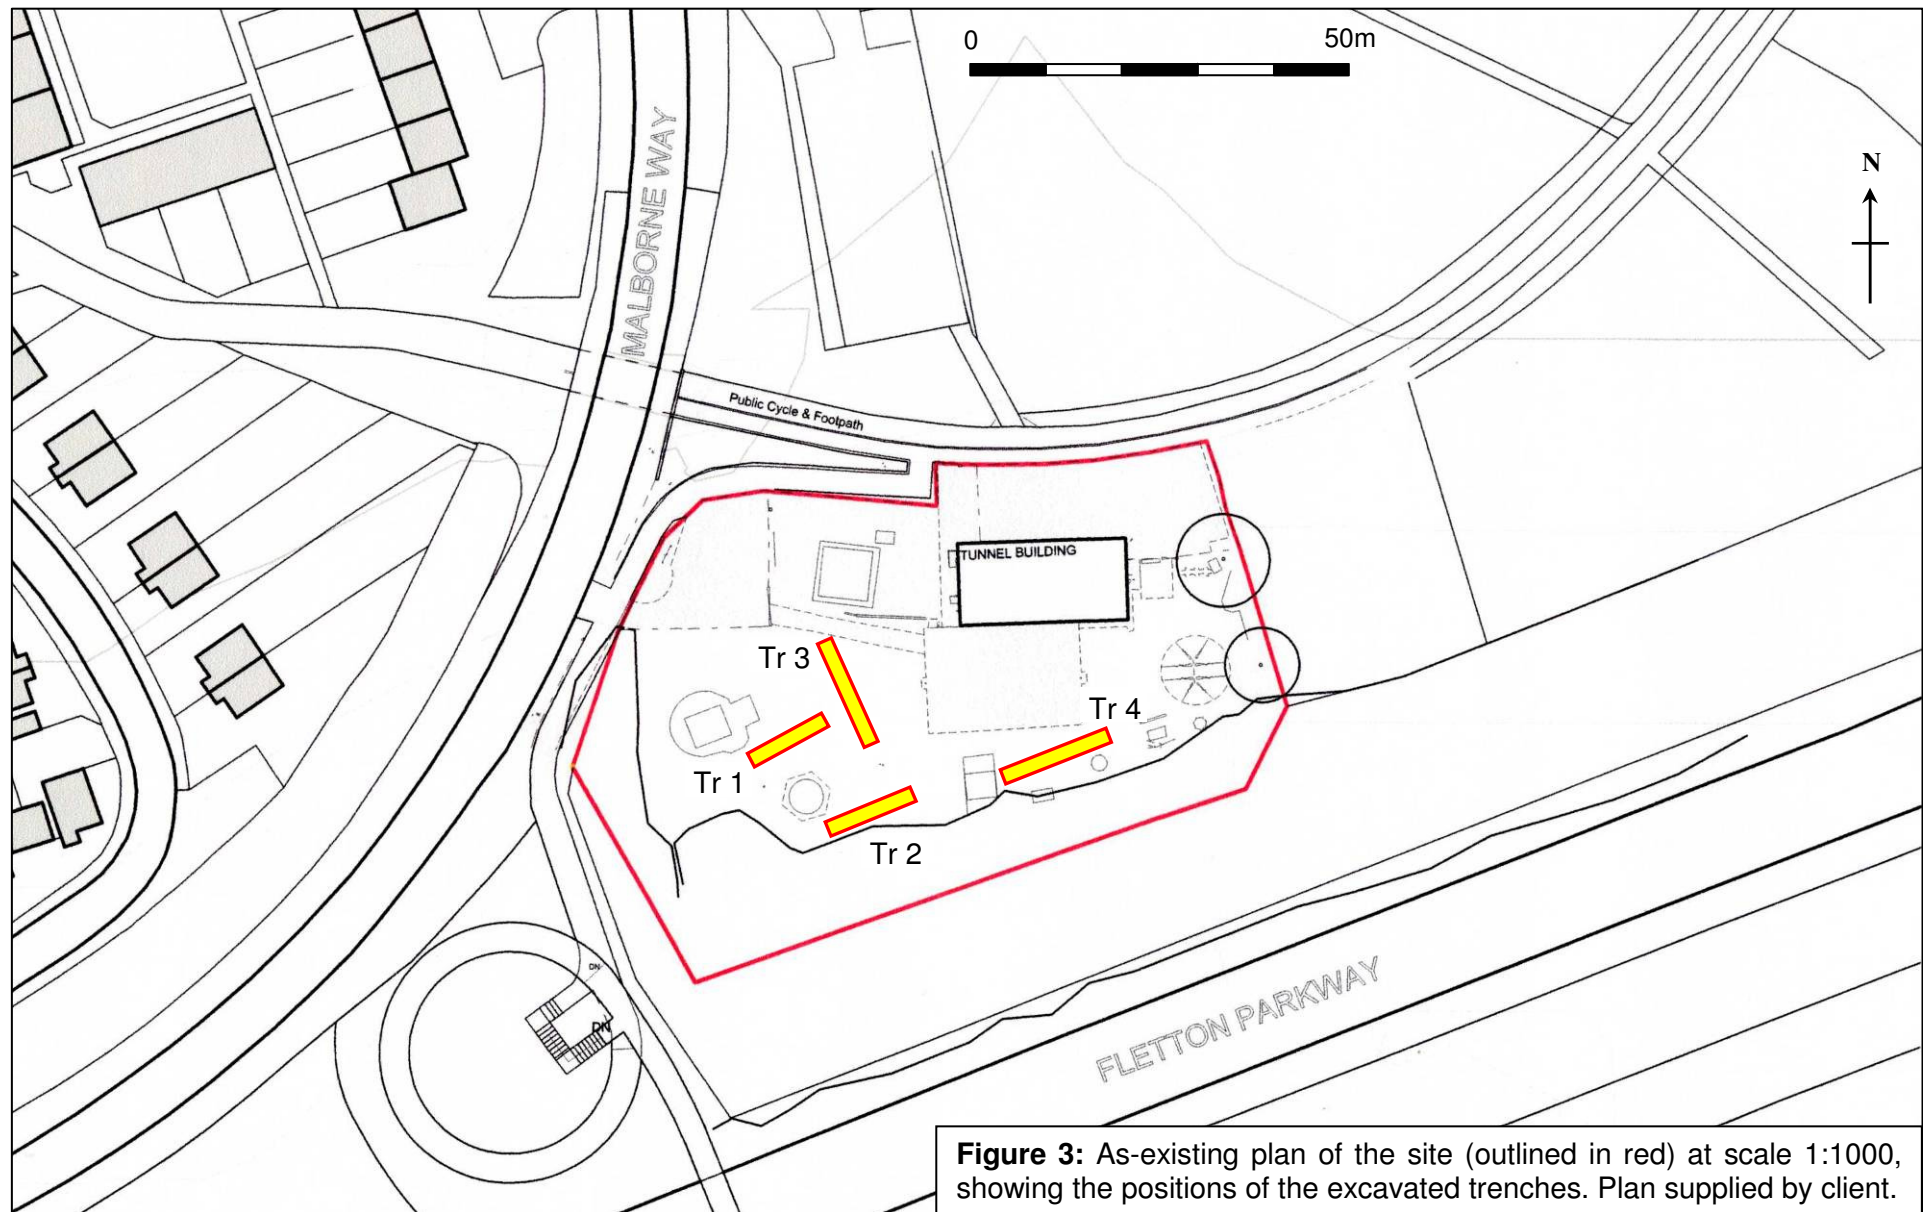 0 50m
N
MALBORNE WAY
Public Cycle & Footpath
TUNNEL BUILDING
Tr 3
Tr 4
Tr 1
Tr 2
DN
DN
FLETTON PARKWAY
Figure 3: As-existing plan of the site (outlined in red) at scale 1:1000,
showing the positions of the excavated trenches. Plan supplied by client.